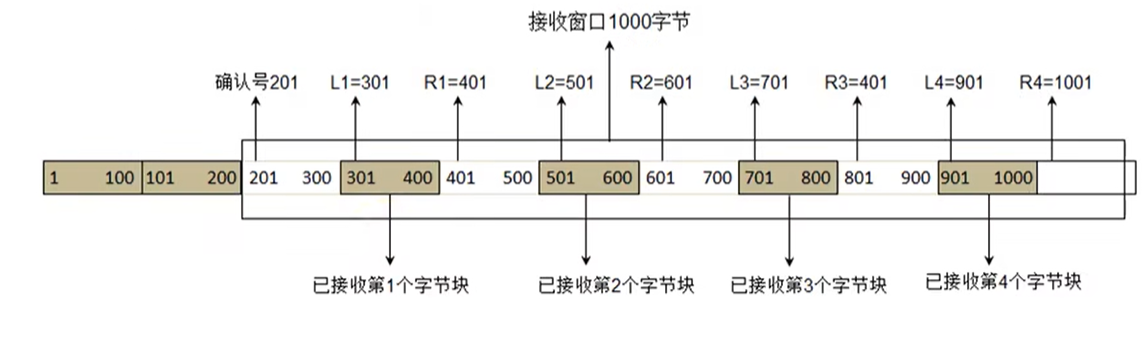 接收窗口1000字节
确认号201 L1=301 R1=401 L2=501 R2=601 L3=701 R3=401 L4=901 R4=1001
1 100 101 200 201 300 301 400 401 500 501 600 601 700 701 800 801 900 901 1000
已接收第1个字节块 已接收第2个字节块 已接收第3个字节块 已接收第4个字节块